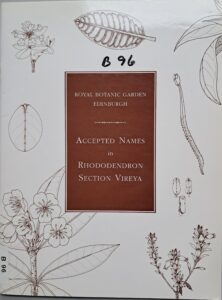 B 96
ROYAL BOTANIC GARDEN
EDINBURGH
ACCEPTED NAMES
in
RHODODENDRON
SECTION VIREYA
B 96